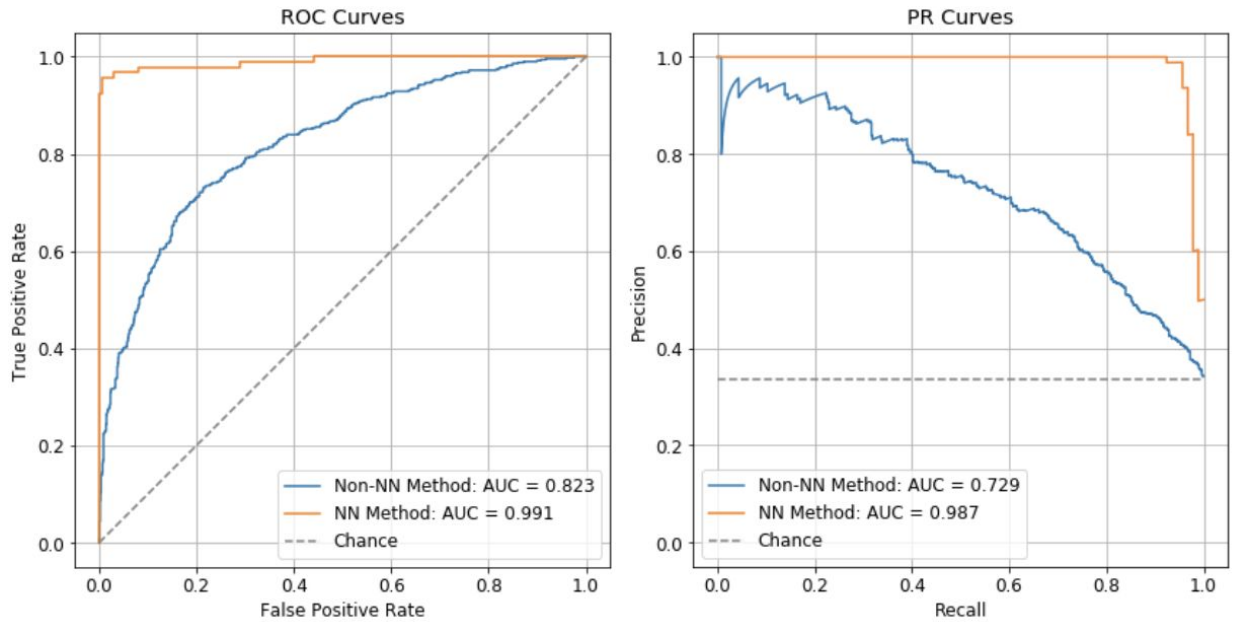 ROC Curves
True Positive Rate
1.0
0.8
0.6
0.4
0.2
0.0
Non-NN Method: AUC = 0.823
NN Method: AUC = 0.991
Chance
0.0 0.2 0.4 0.6 0.8 1.0
False Positive Rate
PR Curves
Precision
1.0
0.8
0.6
0.4
0.2
0.0
Non-NN Method: AUC = 0.729
NN Method: AUC = 0.987
Chance
0.0 0.2 0.4 0.6 0.8 1.0
Recall